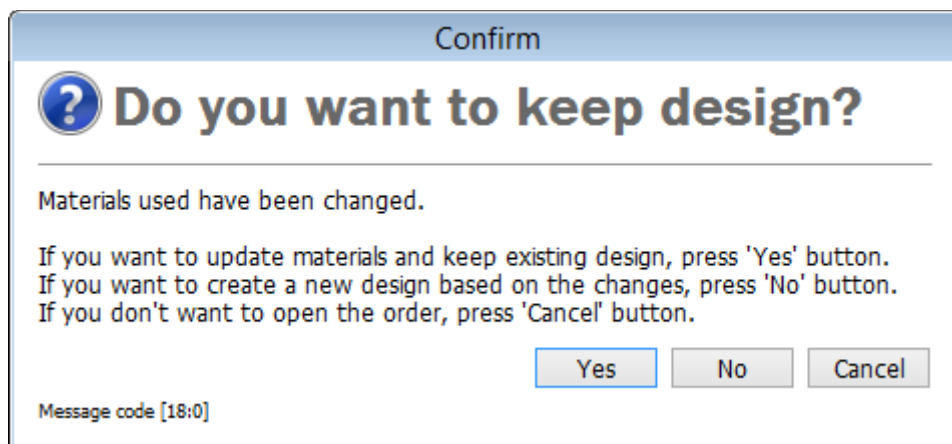 Confirm
Do you want to keep design?
Materials used have been changed.
If you want to update materials and keep existing design, press 'Yes' button.
If you want to create a new design based on the changes, press 'No' button.
If you don't want to open the order, press 'Cancel' button.
Yes No Cancel
Message code [18:0]